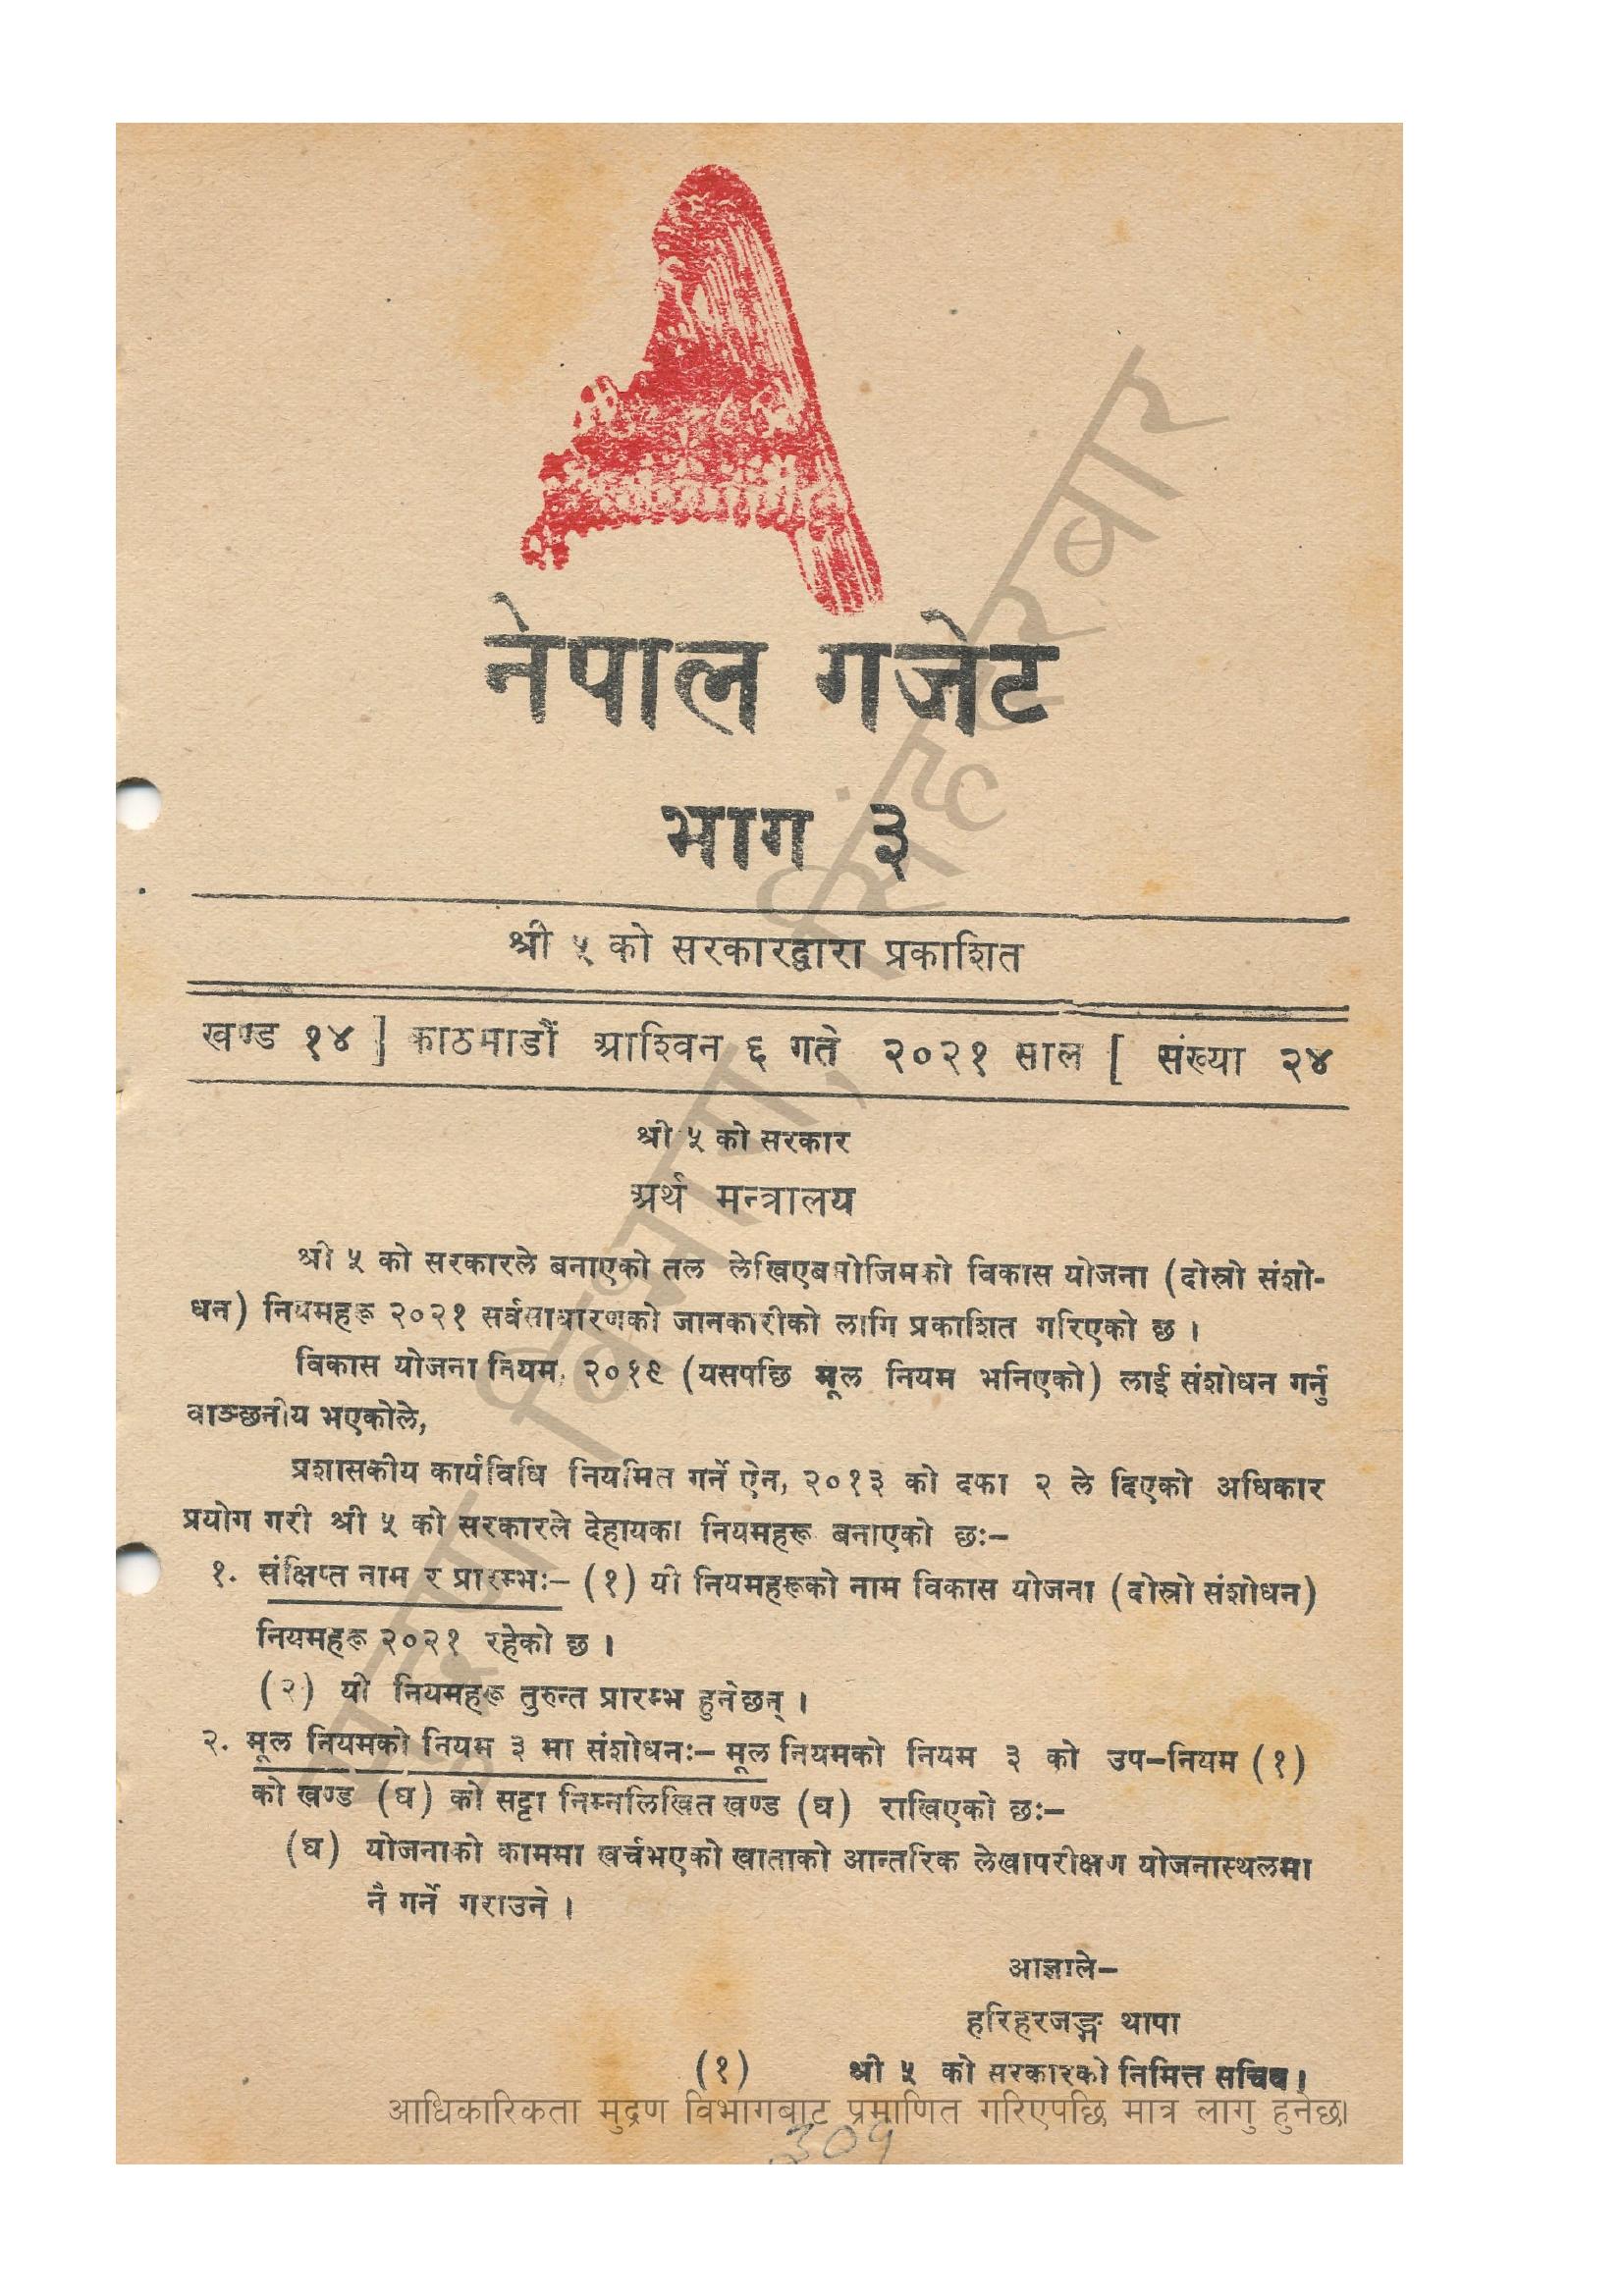 नेपाल गजेट
भाग ३
श्री ५ को सरकारद्वारा प्रकाशित
खण्ड १४ ] काठमाडौं आश्विन ६ गते २०२१ साल [ संख्या २४
श्री ५ को सरकार
अर्थ मन्त्रालय
श्री ५ को सरकारले बनाएको तल लेखिएबमोजिमको विकास योजना (दोस्रो संशो-
धन) नियमहरू २०२१ सर्वसाधारणको जानकारीको लागि प्रकाशित गरिएको छ ।
विकास योजना नियम, २०१९ (यसपछि मूल नियम भनिएको) लाई संशोधन गर्नु
वाञ्छनीय भएकोले,
प्रशासकीय कार्यविधि नियमित गर्ने ऐन, २०१३ को दफा २ ले दिएको अधिकार
प्रयोग गरी श्री ५ को सरकारले देहायका नियमहरू बनाएको छः–
१. संक्षिप्त नाम र प्रारम्भः– (१) यी नियमहरूको नाम विकास योजना (दोस्रो संशोधन)
नियमहरू २०२१ रहेको छ ।
(२) यी नियमहरू तुरुन्त प्रारम्भ हुनेछन् ।
२. मूल नियमको नियम ३ मा संशोधनः– मूल नियमको नियम ३ को उप–नियम (१)
को खण्ड (घ) को सट्टा निम्नलिखित खण्ड (घ) राखिएको छः–
(घ) योजनाको काममा खर्चभएको खाताको आन्तरिक लेखापरीक्षण योजनास्थलमा
नै गर्ने गराउने ।
आज्ञाले–
हरिहरजङ्ग थापा
(१) श्री ५ को सरकारको निमित्त सचिव ।
आधिकारिकता मुद्रण विभागबाट प्रमाणित गरिएपछि मात्र लागु हुनेछ।
३०१
मुद्रण विभाग, सिंहदरबार